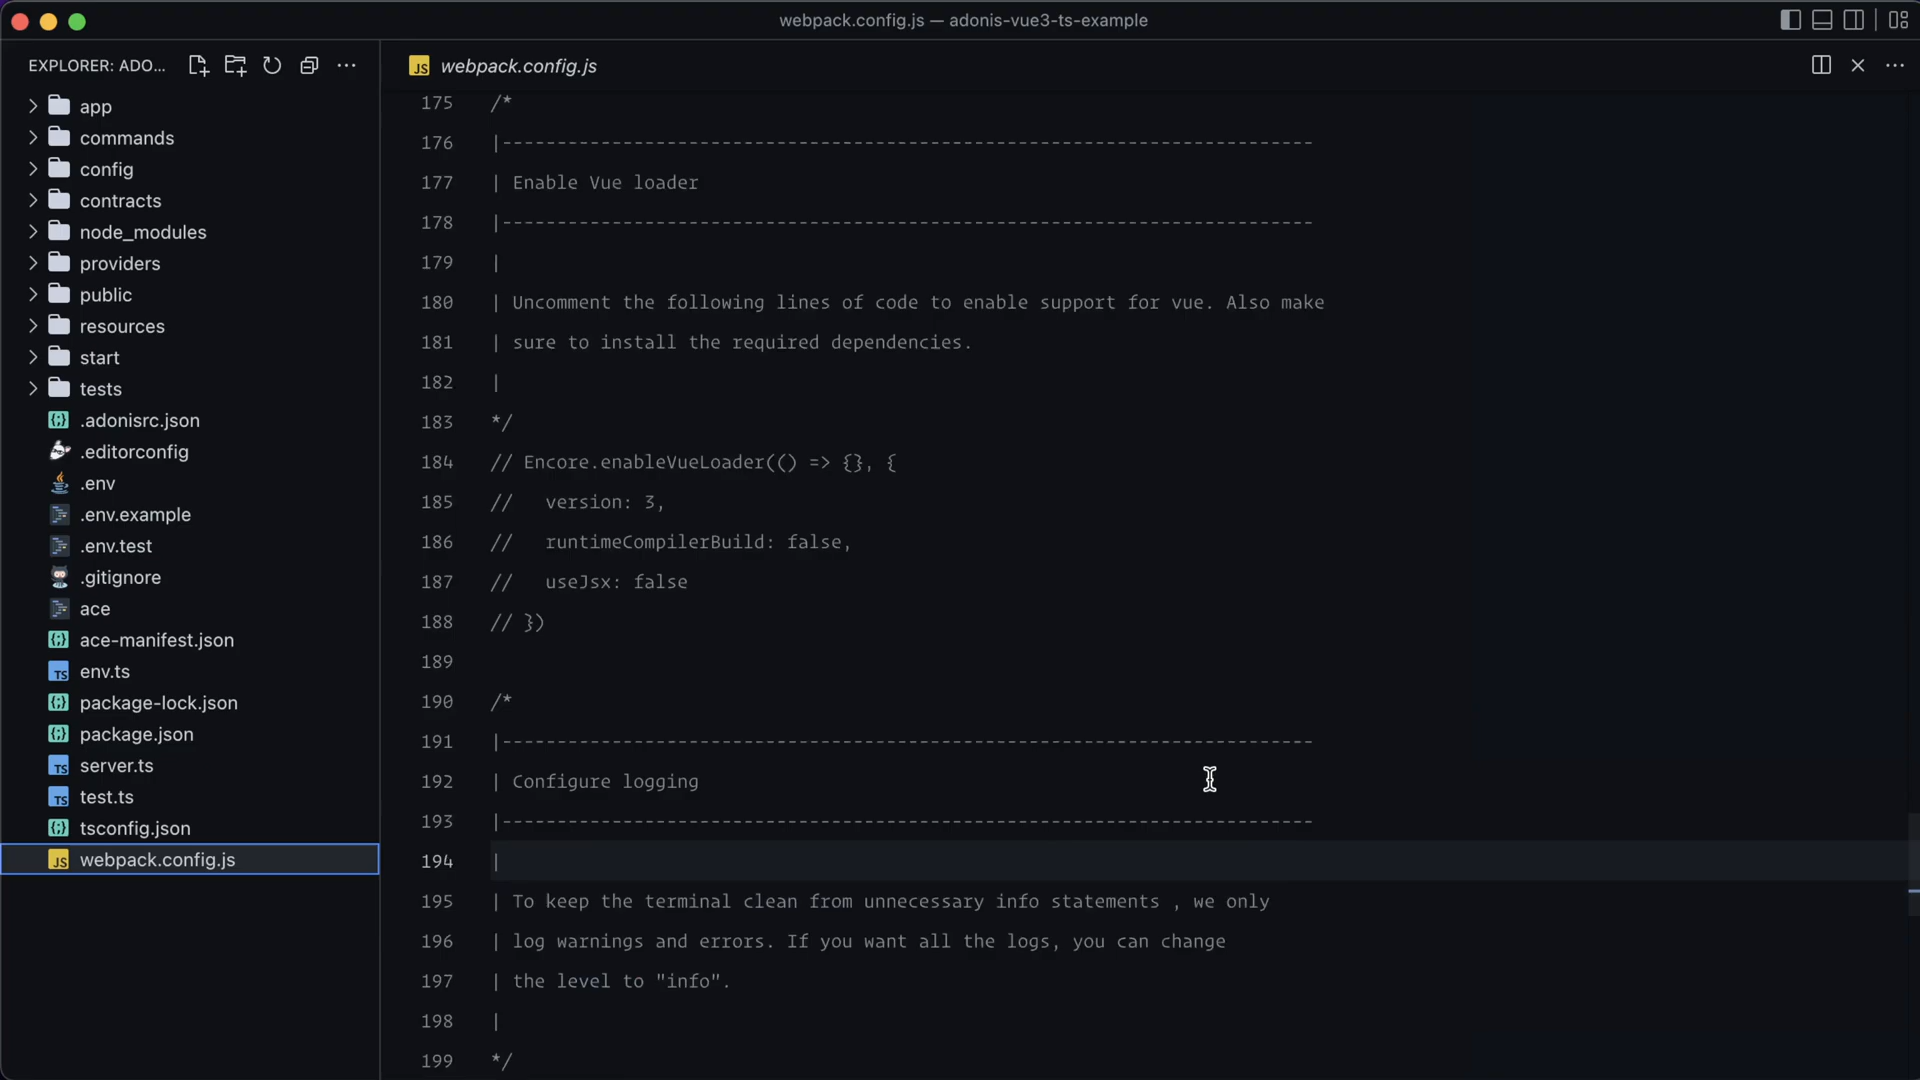 webpack.config.js — adonis-vue3-ts-example
EXPLORER: ADO...
app
commands
config
contracts
node_modules
providers
public
resources
start
tests
.adonisrc.json
.editorconfig
.env
.env.example
.env.test
.gitignore
ace
ace-manifest.json
env.ts
package-lock.json
package.json
server.ts
test.ts
tsconfig.json
JS webpack.config.js
JS webpack.config.js
175 /*
176 |--------------------------------------------------------------------------
177 | Enable Vue loader
178 |--------------------------------------------------------------------------
179 |
180 | Uncomment the following lines of code to enable support for vue. Also make
181 | sure to install the required dependencies.
182 |
183 */
184 // Encore.enableVueLoader(() => {}, {
185 //   version: 3,
186 //   runtimeCompilerBuild: false,
187 //   useJsx: false
188 // })
189
190 /*
191 |--------------------------------------------------------------------------
192 | Configure logging
193 |--------------------------------------------------------------------------
194 |
195 | To keep the terminal clean from unnecessary info statements , we only
196 | log warnings and errors. If you want all the logs, you can change
197 | the level to "info".
198 |
199 */